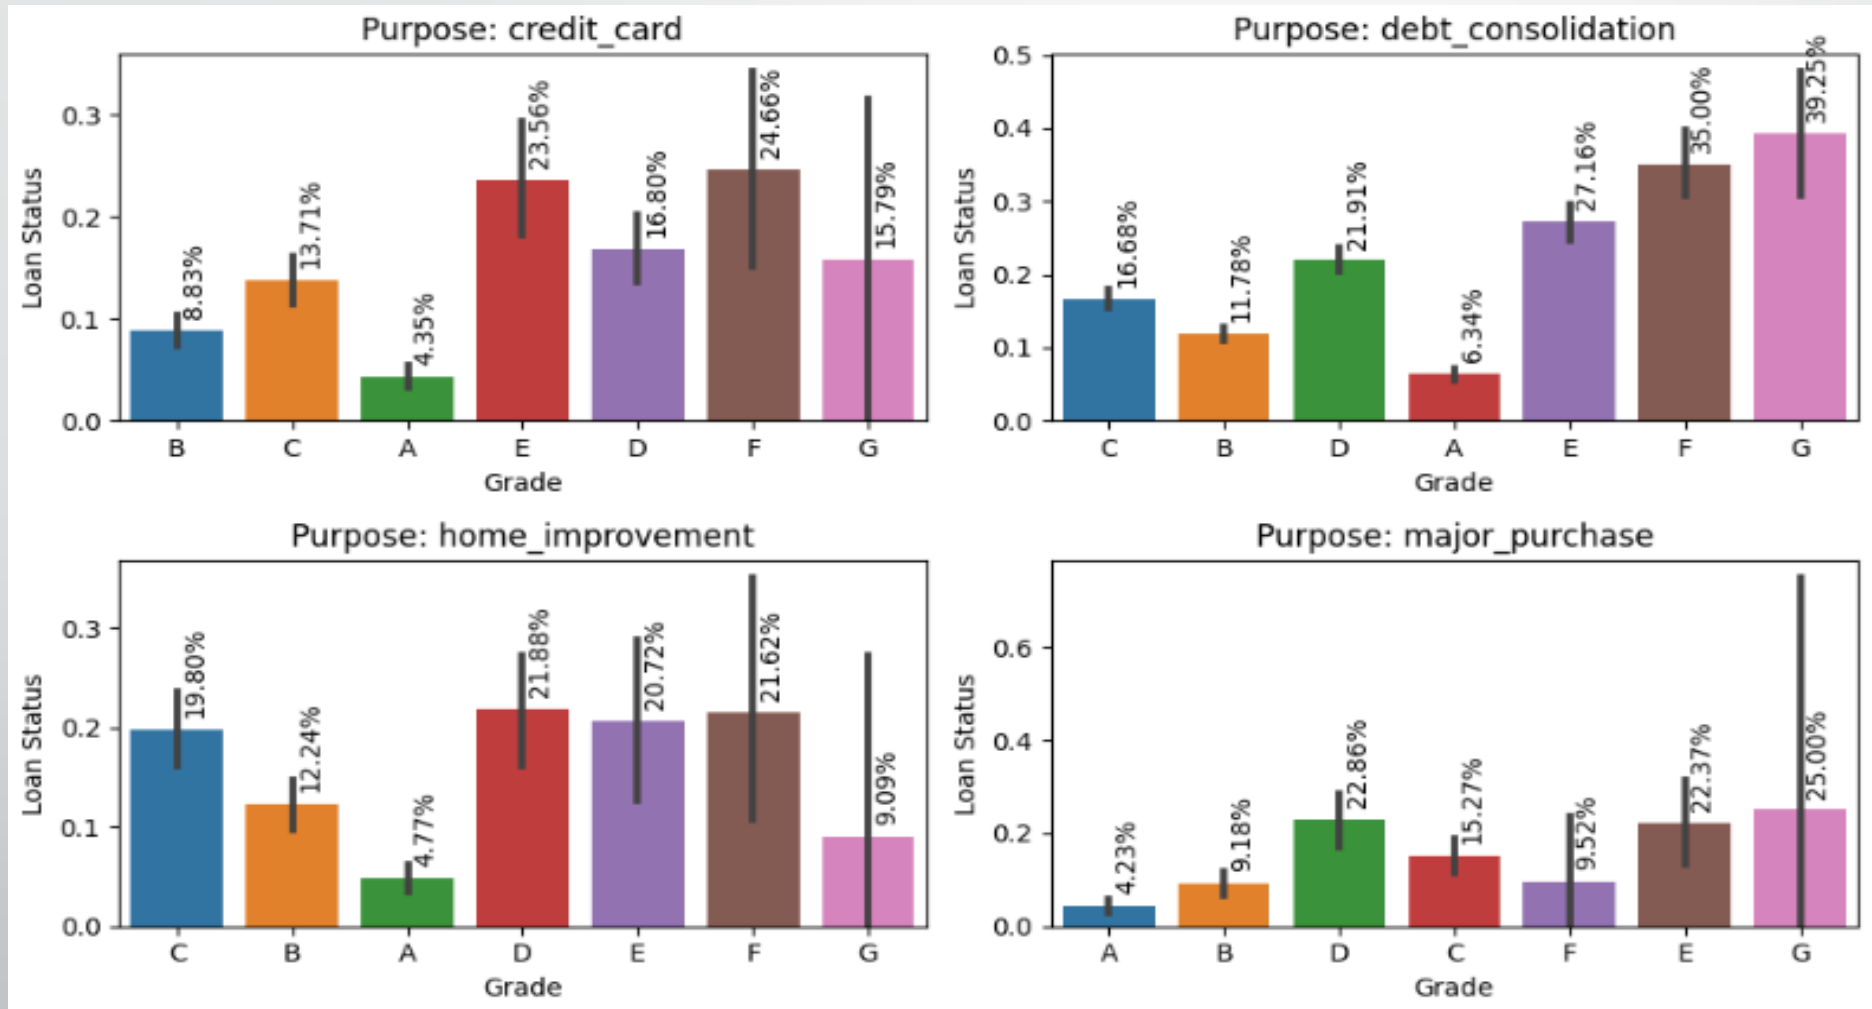 Purpose: credit_card
Loan Status
0.3
0.2
0.1
0.0
8.83%
13.71%
4.35%
23.56%
16.80%
24.66%
15.79%
B C A E D F G
Grade
Purpose: debt_consolidation
Loan Status
0.5
0.4
0.3
0.2
0.1
0.0
16.68%
11.78%
21.91%
6.34%
27.16%
35.00%
39.25%
C B D A E F G
Grade
Purpose: home_improvement
Loan Status
0.3
0.2
0.1
0.0
19.80%
12.24%
4.77%
21.88%
20.72%
21.62%
9.09%
C B A D E F G
Grade
Purpose: major_purchase
Loan Status
0.6
0.4
0.2
0.0
4.23%
9.18%
22.86%
15.27%
9.52%
22.37%
25.00%
A B D C F E G
Grade